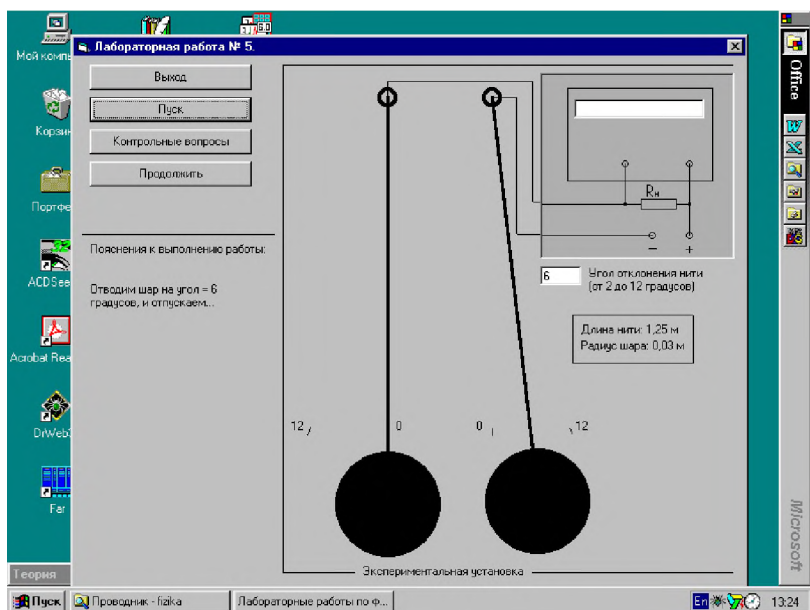 Мой компь
Корзин
Портфе
ACDSee
Acrobat Rea
DrWeb3
Far
Теория
Лабораторная работа № 5.
Выход
Пуск
Контрольные вопросы
Продолжить
Пояснения к выполнению работы:
Отводим шар на угол = 6
градусов, и отпускаем...
Rн
− +
6
Угол отклонения нити
(от 2 до 12 градусов)
Длина нити: 1,25 м
Радиус шара: 0,03 м
12 0 0 12
Экспериментальная установка
Office
Microsoft
Пуск
Проводник - fizika
Лабораторные работы по ф...
En
13:24